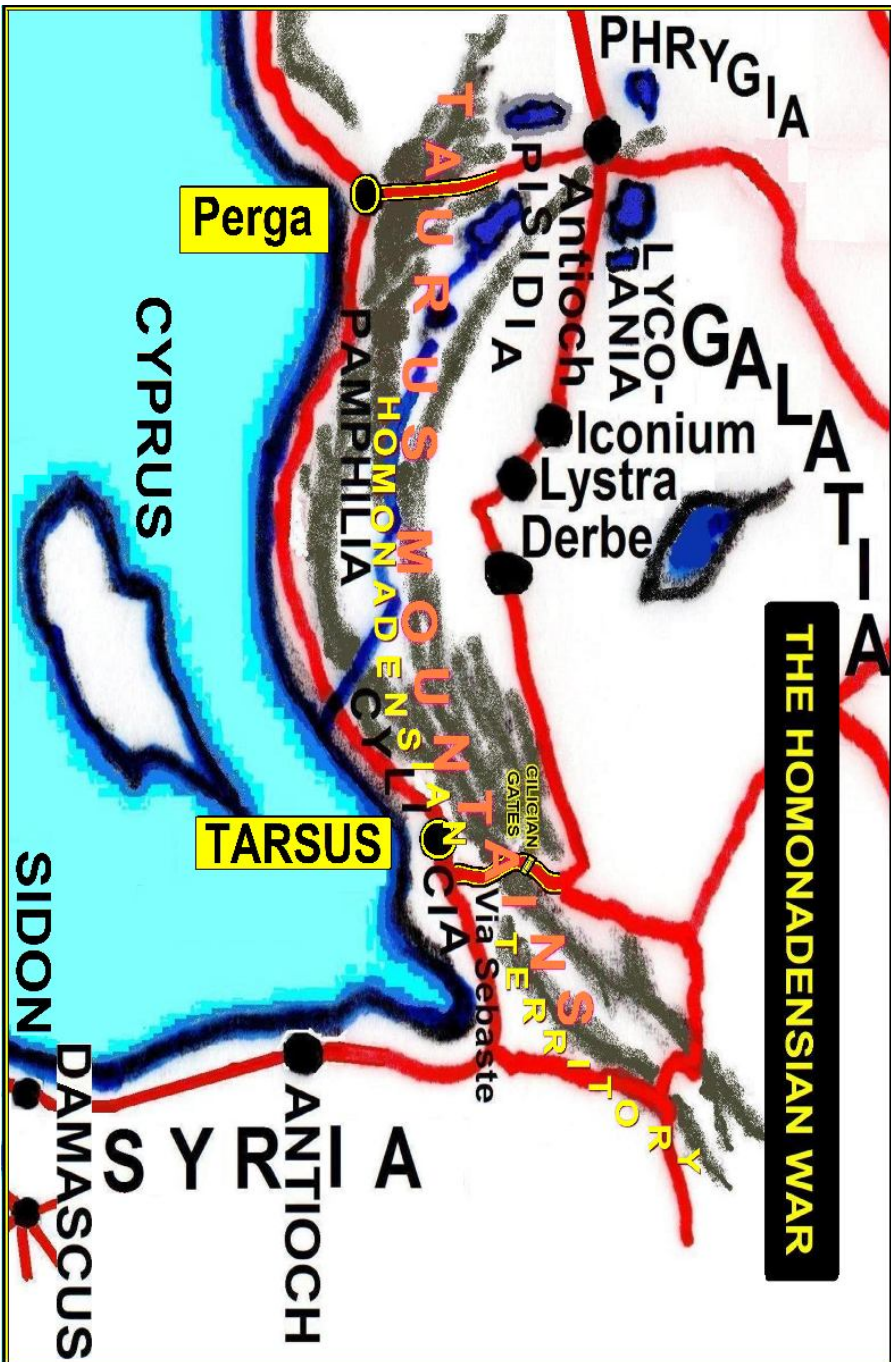 THE HOMONADENSIAN WAR
PHRYGIA
GALATIA
LYCO-
ANIA
Antioch
PISIDIA
Iconium
Lystra
Derbe
TAURUS MOUNTAINS
HOMONADENSIAN TERRITORY
PAMPHILIA
Perga
CYLICIA
CILICIAN
GATES
TARSUS
Via Sebaste
CYPRUS
ANTIOCH
SYRIA
SIDON
DAMASCUS